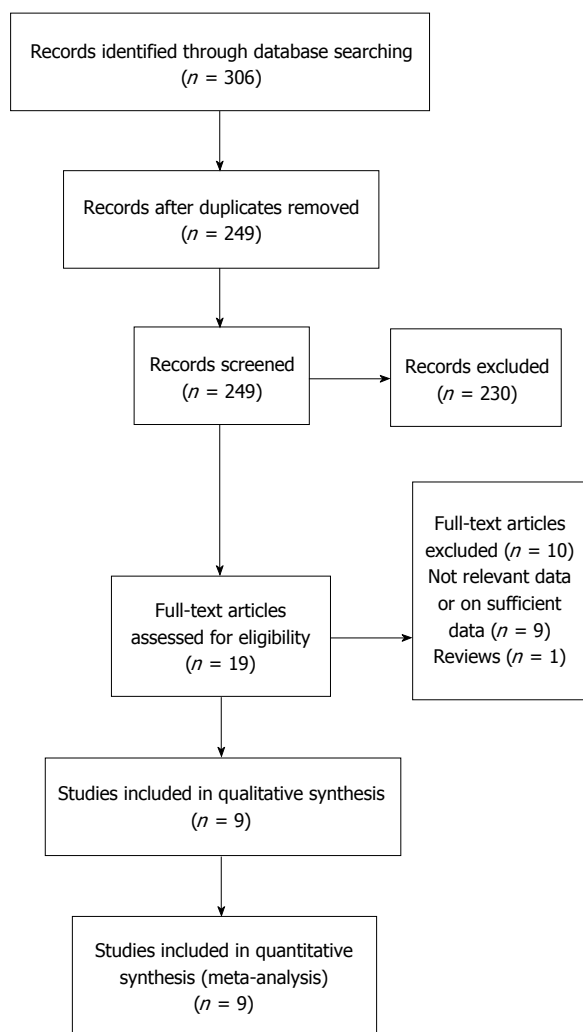 Records identified through database searching
(n = 306)
Records after duplicates removed
(n = 249)
Records screened
(n = 249)
Records excluded
(n = 230)
Full-text articles
assessed for eligibility
(n = 19)
Full-text articles
excluded (n = 10)
Not relevant data
or on sufficient
data (n = 9)
Reviews (n = 1)
Studies included in qualitative synthesis
(n = 9)
Studies included in quantitative
synthesis (meta-analysis)
(n = 9)